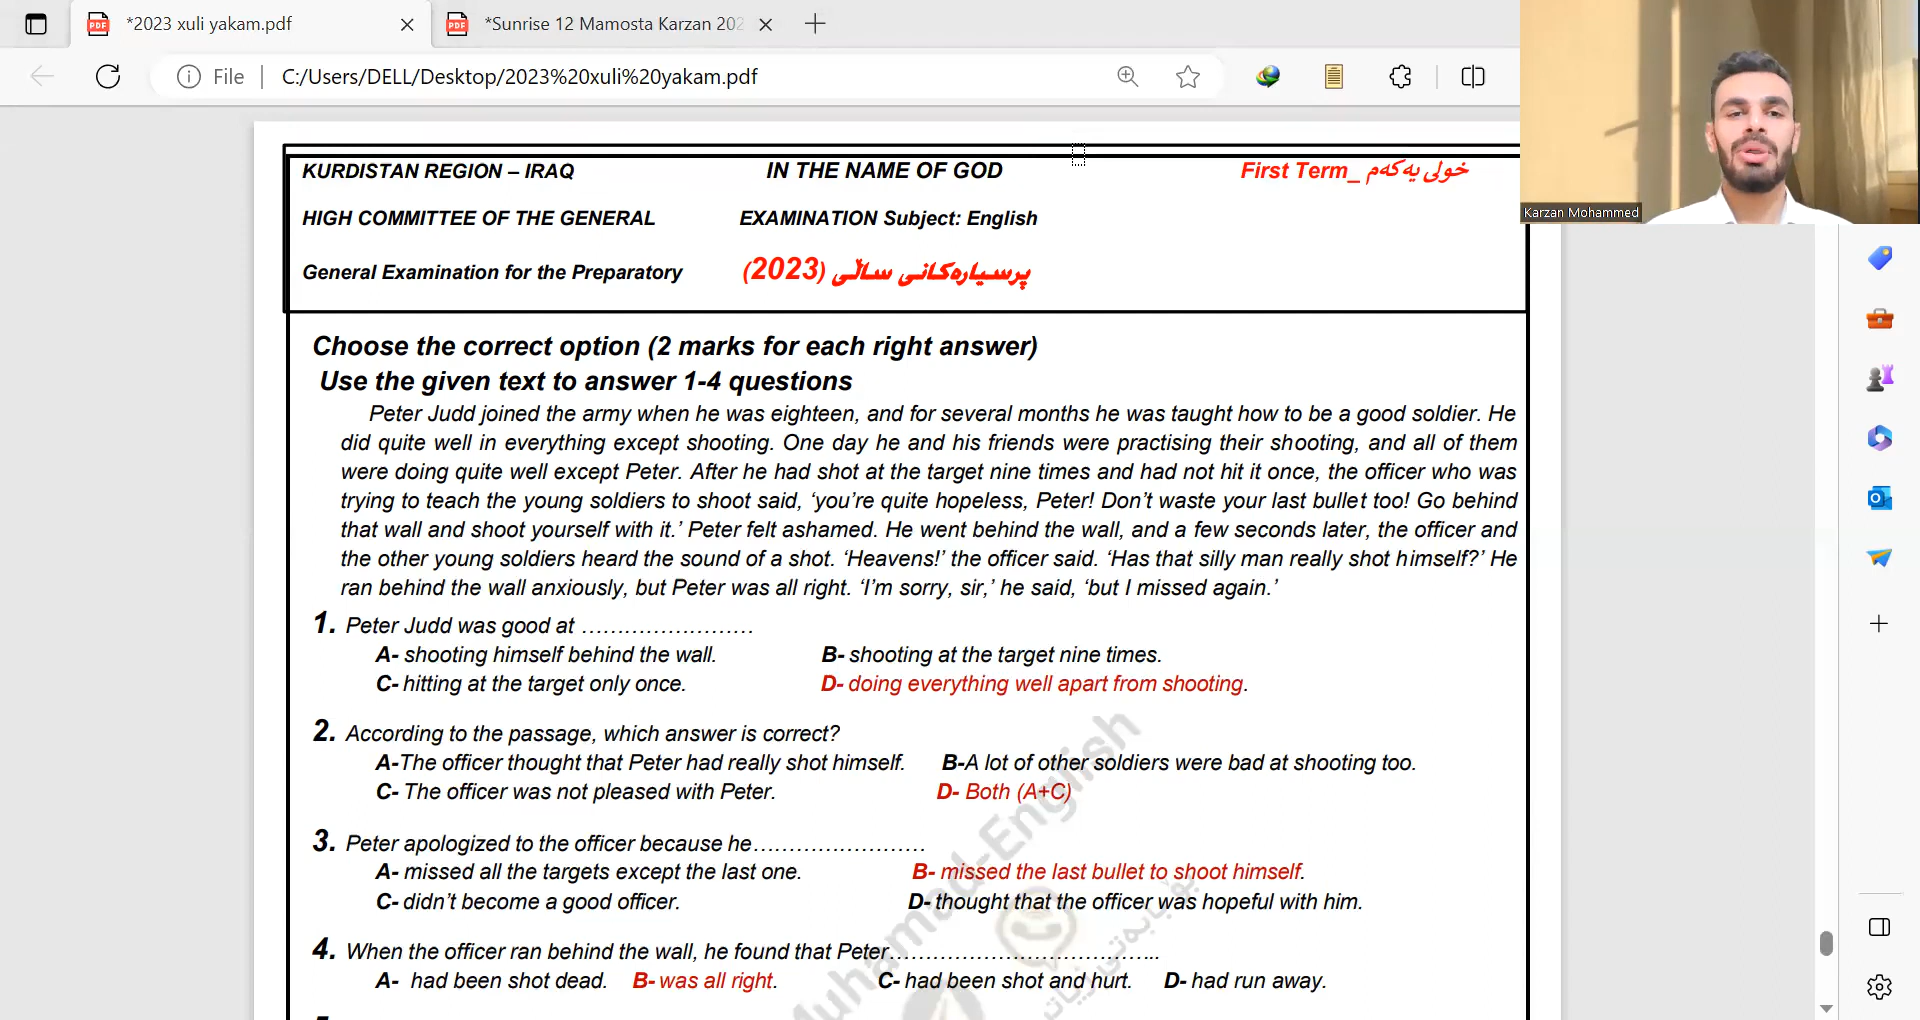 *2023 xuli yakam.pdf
*Sunrise 12 Mamosta Karzan 202
File
C:/Users/DELL/Desktop/2023%20xuli%20yakam.pdf
Karzan Mohammed
KURDISTAN REGION – IRAQ IN THE NAME OF GOD First Term_ خولی یەکەم
HIGH COMMITTEE OF THE GENERAL EXAMINATION Subject: English
General Examination for the Preparatory پرسیارەکانی ساڵی (2023)
Choose the correct option (2 marks for each right answer)
Use the given text to answer 1-4 questions
Peter Judd joined the army when he was eighteen, and for several months he was taught how to be a good soldier. He
did quite well in everything except shooting. One day he and his friends were practising their shooting, and all of them
were doing quite well except Peter. After he had shot at the target nine times and had not hit it once, the officer who was
trying to teach the young soldiers to shoot said, ‘you’re quite hopeless, Peter! Don’t waste your last bullet too! Go behind
that wall and shoot yourself with it.’ Peter felt ashamed. He went behind the wall, and a few seconds later, the officer and
the other young soldiers heard the sound of a shot. ‘Heavens!’ the officer said. ‘Has that silly man really shot himself?’ He
ran behind the wall anxiously, but Peter was all right. ‘I’m sorry, sir,’ he said, ‘but I missed again.’
1. Peter Judd was good at ……………………
A- shooting himself behind the wall. B- shooting at the target nine times.
C- hitting at the target only once. D- doing everything well apart from shooting.
2. According to the passage, which answer is correct?
A-The officer thought that Peter had really shot himself. B-A lot of other soldiers were bad at shooting too.
C- The officer was not pleased with Peter. D- Both (A+C)
3. Peter apologized to the officer because he……………………
A- missed all the targets except the last one. B- missed the last bullet to shoot himself.
C- didn’t become a good officer. D- thought that the officer was hopeful with him.
4. When the officer ran behind the wall, he found that Peter………………………………..
A- had been shot dead. B- was all right. C- had been shot and hurt. D- had run away.
Muhamad-English